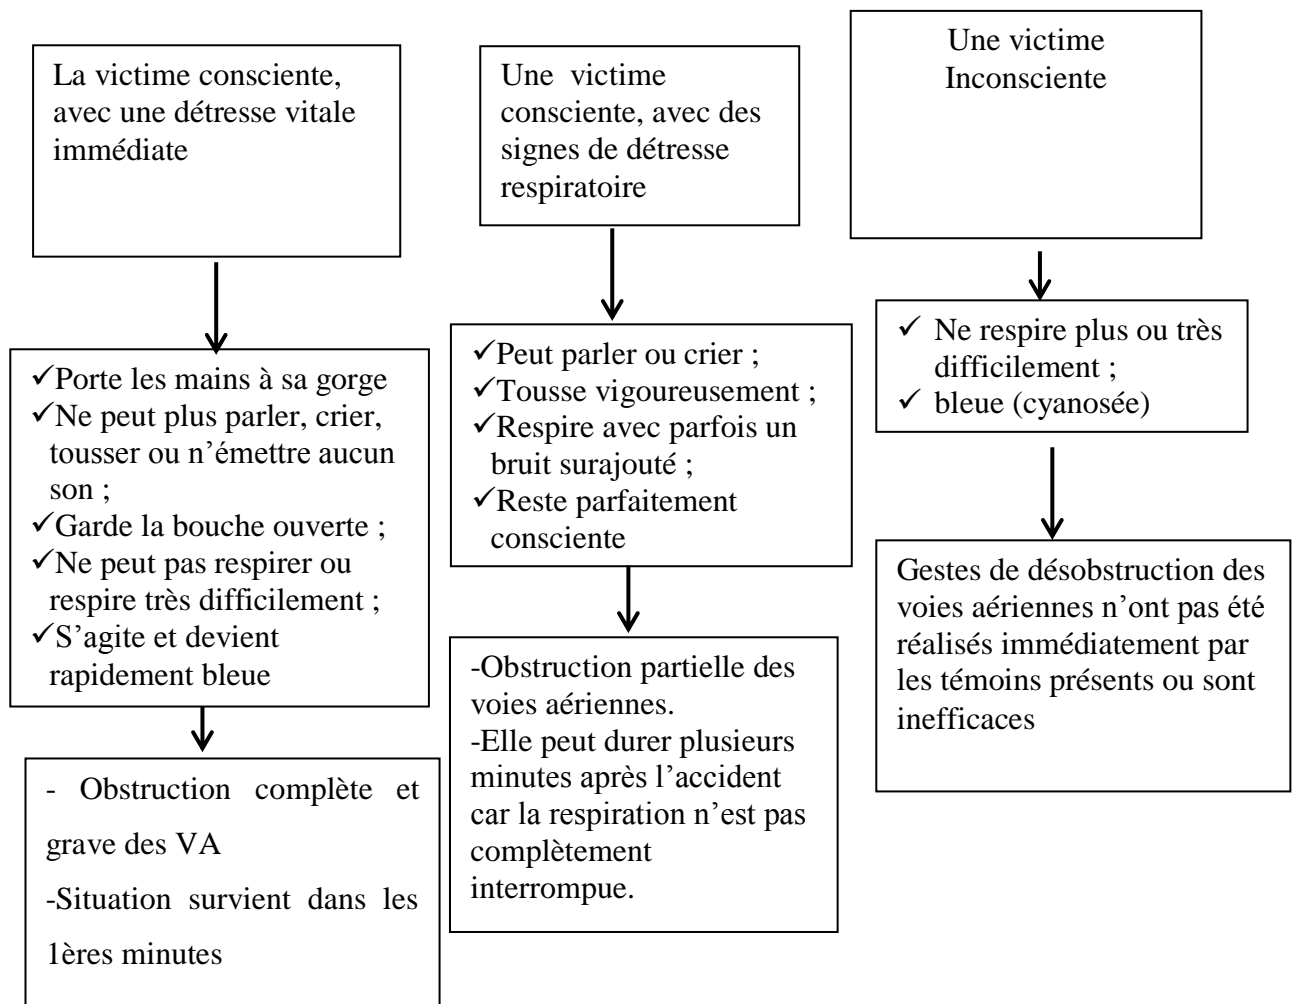 La victime consciente,
avec une détresse vitale
immédiate
✓Porte les mains à sa gorge
✓Ne peut plus parler, crier,
tousser ou n’émettre aucun
son ;
✓Garde la bouche ouverte ;
✓Ne peut pas respirer ou
respire très difficilement ;
✓S’agite et devient
rapidement bleue
- Obstruction complète et
grave des VA
-Situation survient dans les
1ères minutes
Une victime
consciente, avec des
signes de détresse
respiratoire
✓Peut parler ou crier ;
✓Tousse vigoureusement ;
✓Respire avec parfois un
bruit surajouté ;
✓Reste parfaitement
consciente
-Obstruction partielle des
voies aériennes.
-Elle peut durer plusieurs
minutes après l’accident
car la respiration n’est pas
complètement
interrompue.
Une victime
Inconsciente
✓ Ne respire plus ou très
difficilement ;
✓ bleue (cyanosée)
Gestes de désobstruction des
voies aériennes n’ont pas été
réalisés immédiatement par
les témoins présents ou sont
inefficaces